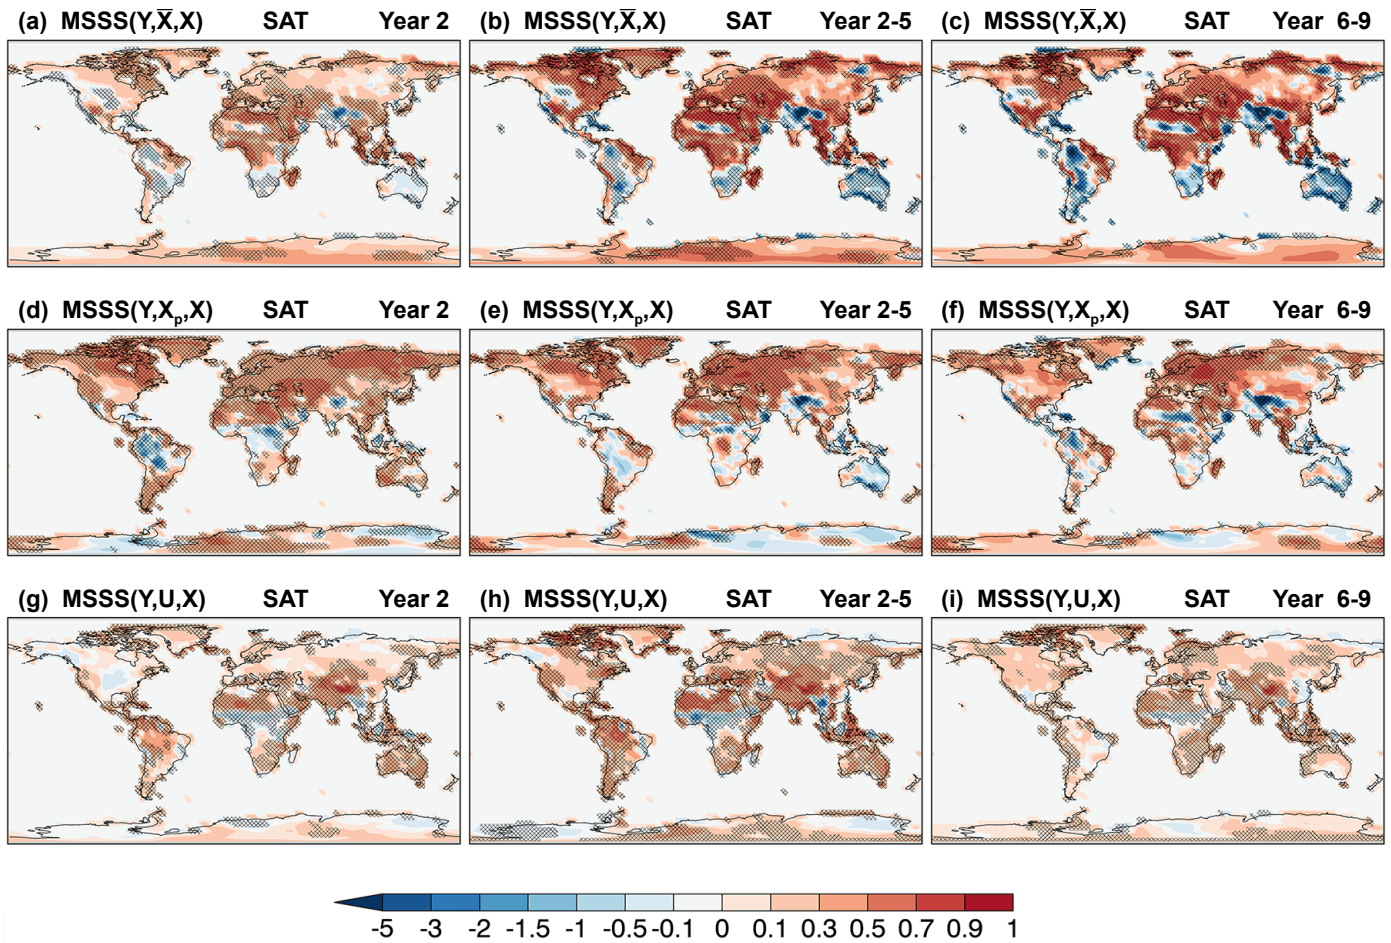 (a) MSSS(Y,X̅,X) SAT Year 2
(b) MSSS(Y,X̅,X) SAT Year 2-5
(c) MSSS(Y,X̅,X) SAT Year 6-9
(d) MSSS(Y,Xp,X) SAT Year 2
(e) MSSS(Y,Xp,X) SAT Year 2-5
(f) MSSS(Y,Xp,X) SAT Year 6-9
(g) MSSS(Y,U,X) SAT Year 2
(h) MSSS(Y,U,X) SAT Year 2-5
(i) MSSS(Y,U,X) SAT Year 6-9
-5 -3 -2 -1.5 -1 -0.5 -0.1 0 0.1 0.3 0.5 0.7 0.9 1